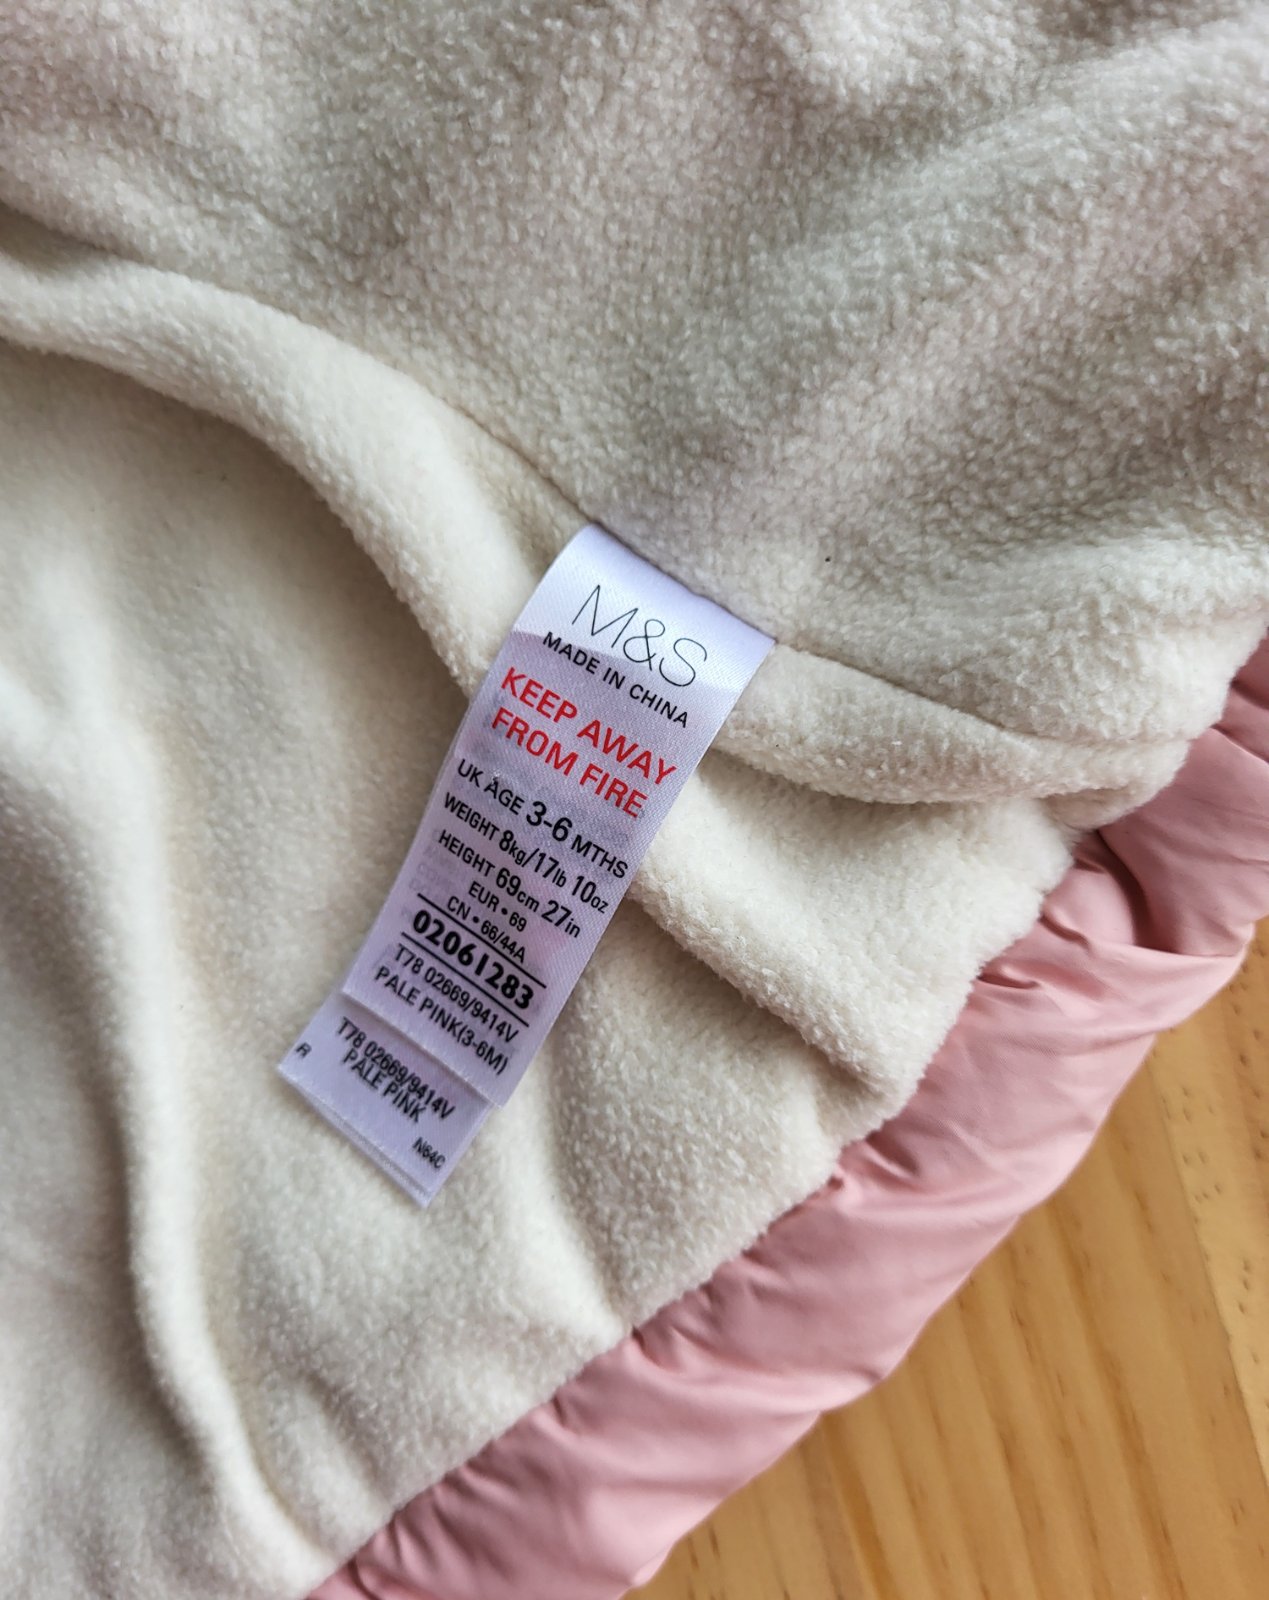 M&S
MADE IN CHINA
KEEP AWAY
FROM FIRE
UK AGE 3-6 MTHS
WEIGHT 8kg/17lb 10oz
HEIGHT 69cm 27in
EUR • 69
CN • 66/44A
02061283
T78 02669/9414V
PALE PINK(3-6M)
T78 02669/9414V
PALE PINK
R
N64C